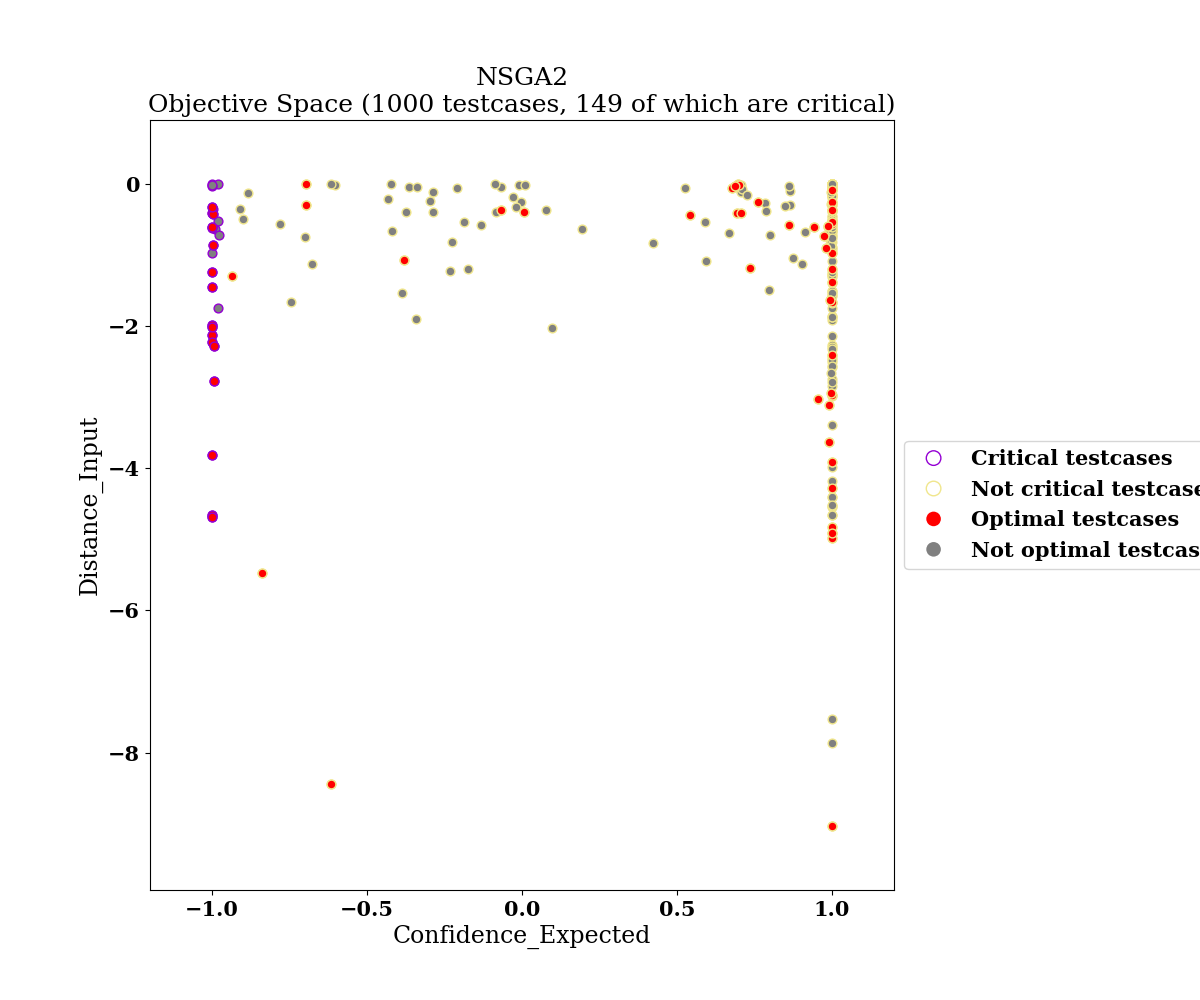 NSGA2
Objective Space (1000 testcases, 149 of which are critical)
0
−2
−4
−6
−8
Distance_Input
−1.0 −0.5 0.0 0.5 1.0
Confidence_Expected
Critical testcases
Not critical testcase
Optimal testcases
Not optimal testcas